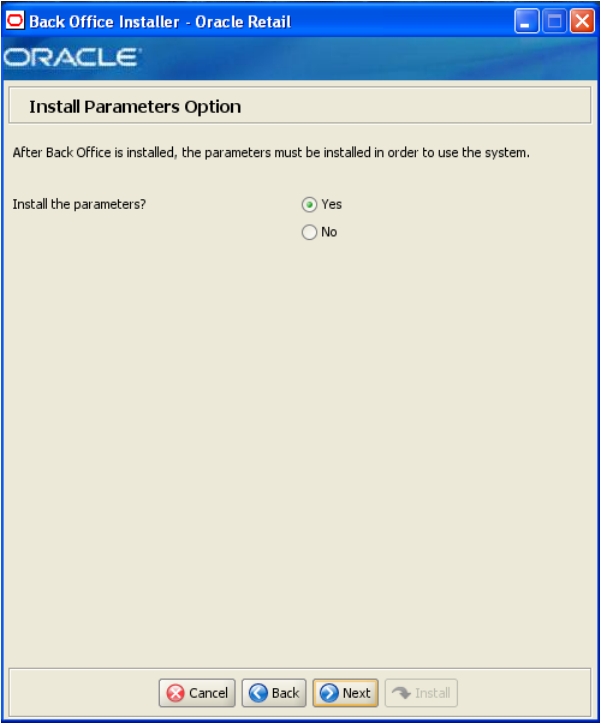 Back Office Installer - Oracle Retail
ORACLE
Install Parameters Option
After Back Office is installed, the parameters must be installed in order to use the system.
Install the parameters?
Yes
No
Cancel
Back
Next
Install